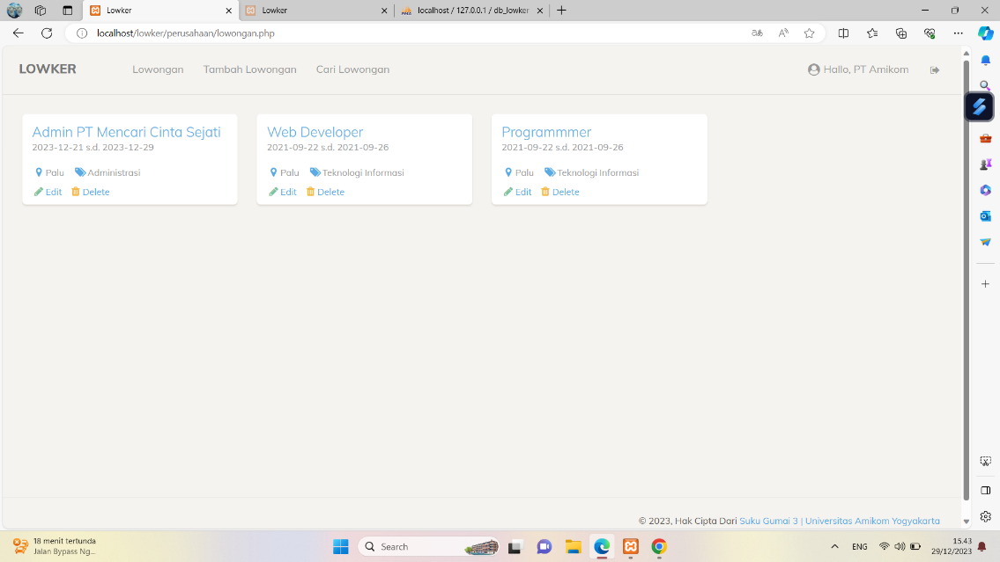 Lowker
Lowker
localhost / 127.0.0.1 / db_lowker
localhost/lowker/perusahaan/lowongan.php
LOWKER
Lowongan
Tambah Lowongan
Cari Lowongan
Hallo, PT Amikom
Admin PT Mencari Cinta Sejati
2023-12-21 s.d. 2023-12-29
Palu Administrasi
Edit Delete
Web Developer
2021-09-22 s.d. 2021-09-26
Palu Teknologi Informasi
Edit Delete
Programmmer
2021-09-22 s.d. 2021-09-26
Palu Teknologi Informasi
Edit Delete
© 2023, Hak Cipta Dari Suku Gumai 3 | Universitas Amikom Yogyakarta
18 menit tertunda
Jalan Bypass Ng...
Search
ENG
15.43
29/12/2023